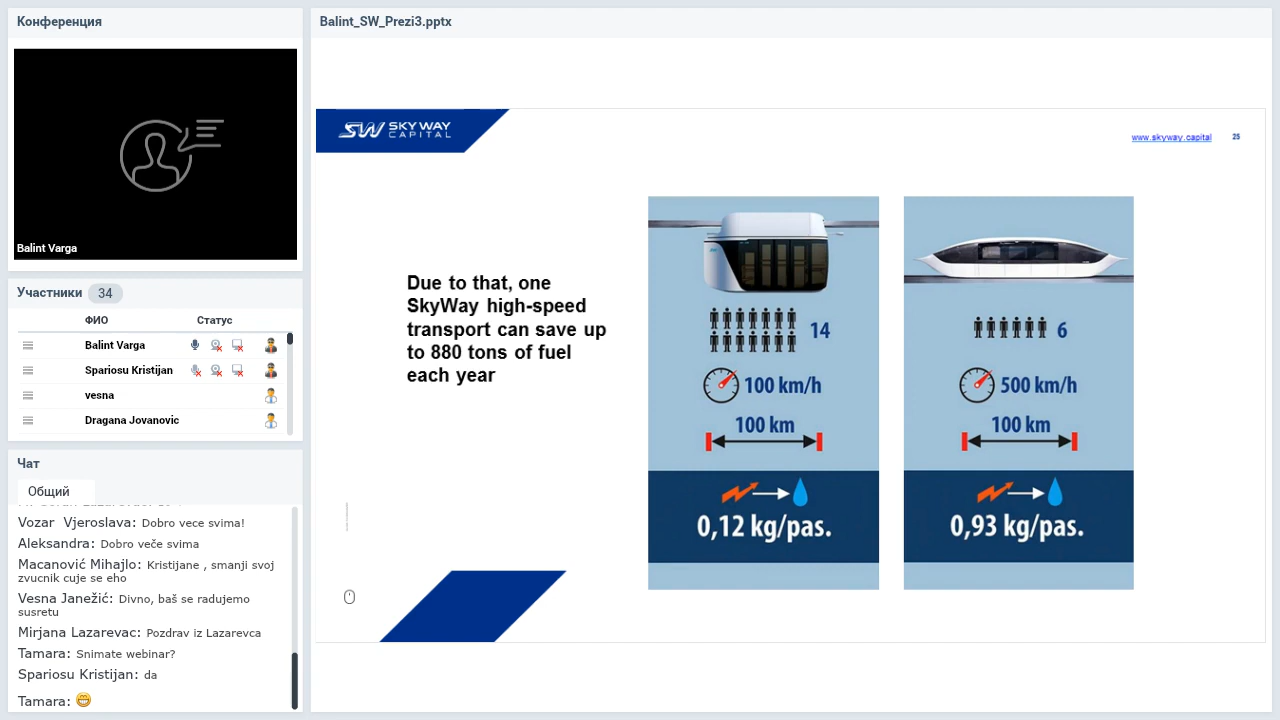 Конференция
Balint Varga
Участники 34
ФИО Статус
Balint Varga
Spariosu Kristijan
vesna
Dragana Jovanovic
Чат
Общий
Vozar Vjeroslava: Dobro vece svima!
Aleksandra: Dobro veče svima
Macanović Mihajlo: Kristijane , smanji svoj
zvucnik cuje se eho
Vesna Janežić: Divno, baš se radujemo
susretu
Mirjana Lazarevac: Pozdrav iz Lazarevca
Tamara: Snimate webinar?
Spariosu Kristijan: da
Tamara:
Balint_SW_Prezi3.pptx
SW SKY WAY
CAPITAL
www.skyway.capital 25
Due to that, one
SkyWay high-speed
transport can save up
to 880 tons of fuel
each year
14
100 km/h
100 km
0,12 kg/pas.
6
500 km/h
100 km
0,93 kg/pas.